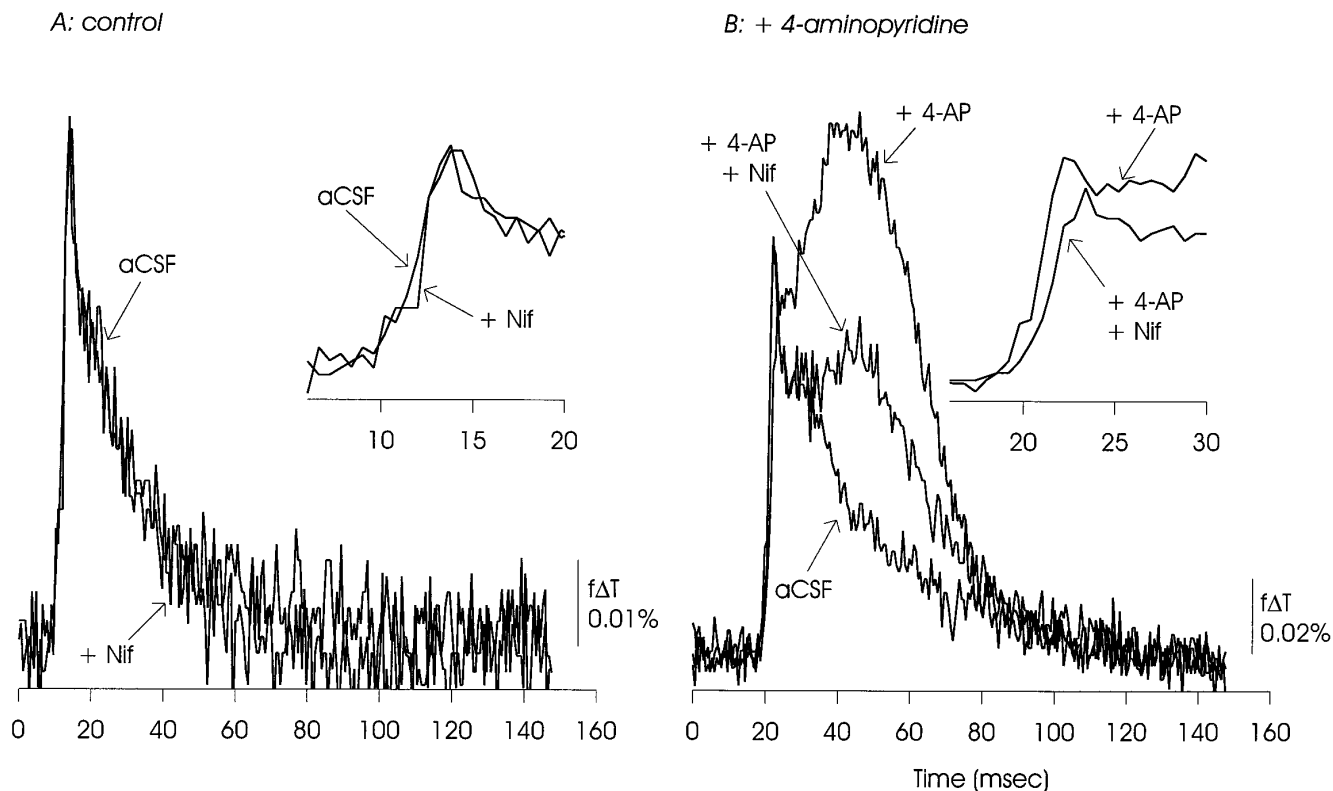 A: control
aCSF
+ Nif
aCSF
+ Nif
10 15 20
fΔT
0.01%
0 20 40 60 80 100 120 140 160
B: + 4-aminopyridine
+ 4-AP
+ 4-AP
+ Nif
aCSF
+ 4-AP
+ 4-AP
+ Nif
20 25 30
fΔT
0.02%
0 20 40 60 80 100 120 140 160
Time (msec)